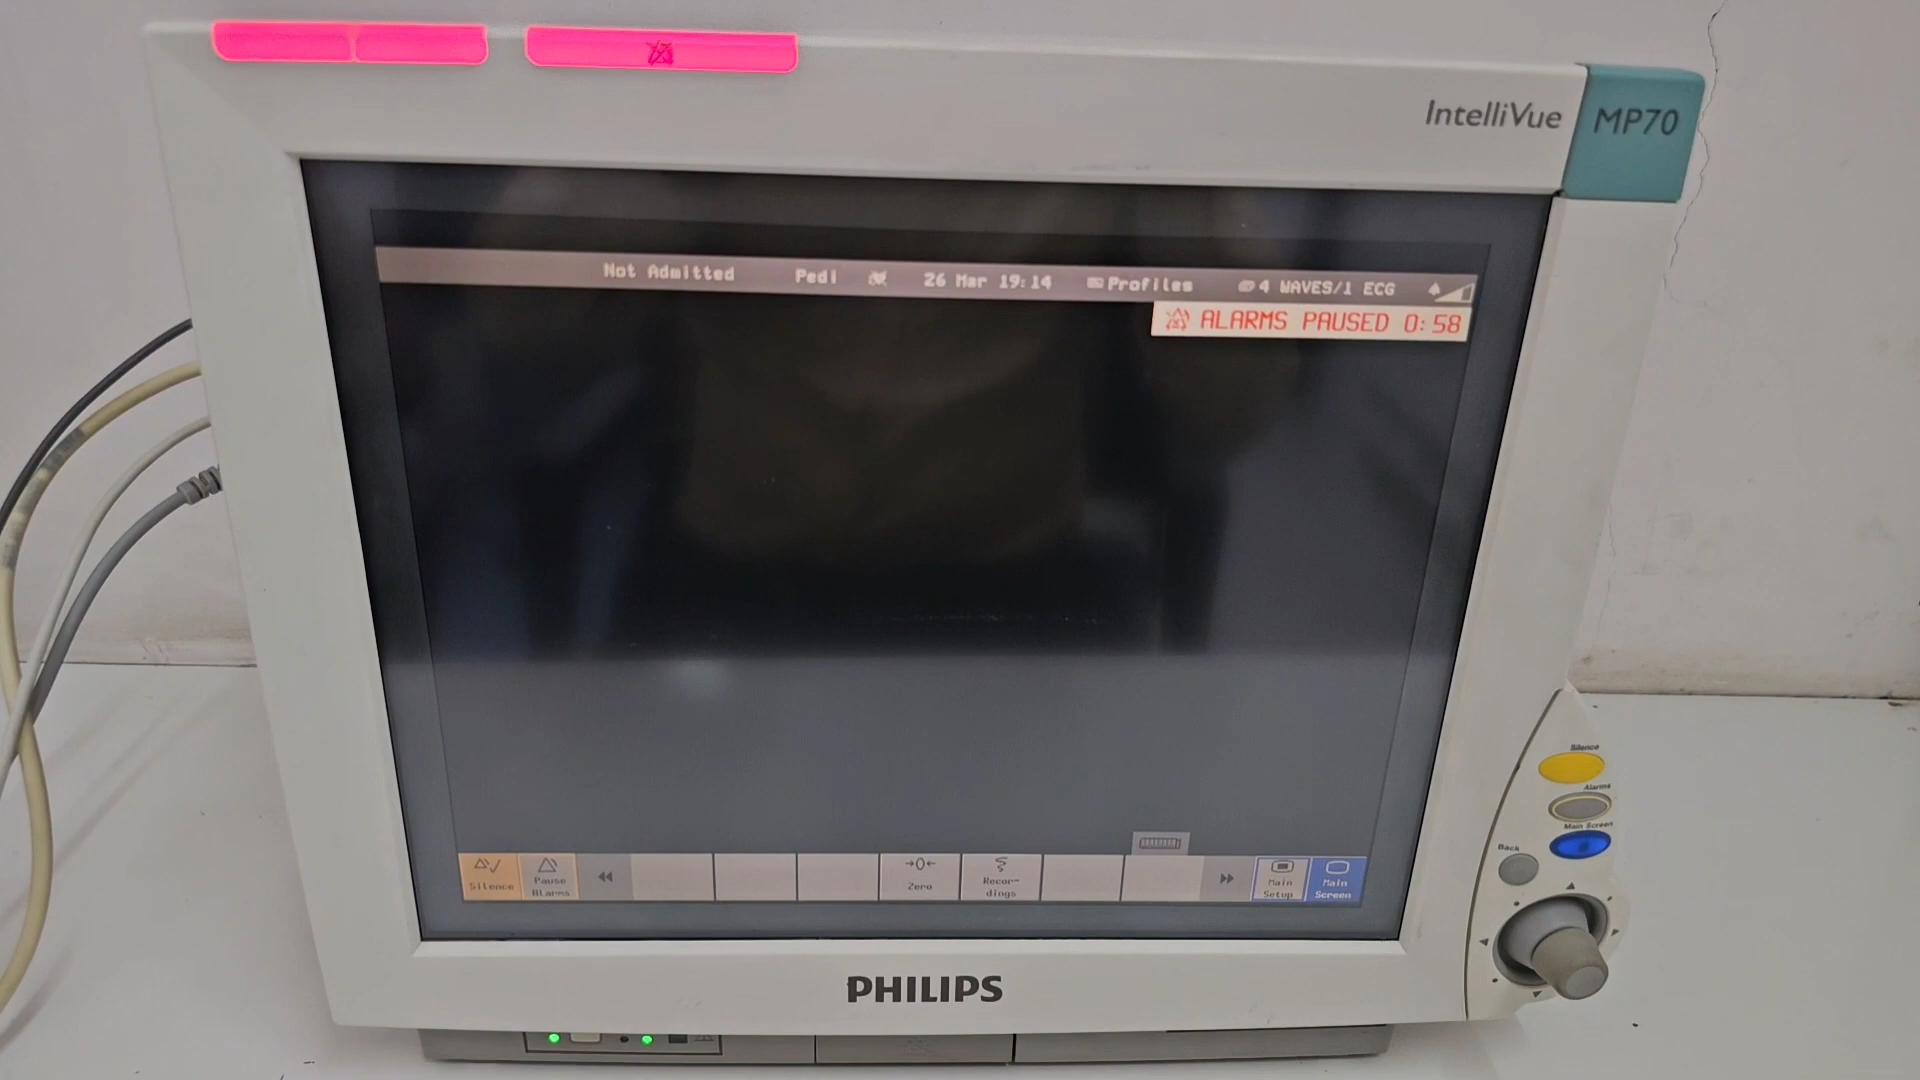 IntelliVue MP70
Not Admitted Pedi 26 Mar 19:14 Profiles 4 WAVES/1 ECG
ALARMS PAUSED 0:58
Silence
Alarms
Main Screen
Back
Silence
Pause
Alarms
Zero
Recor-
dings
Main
Setup
Main
Screen
PHILIPS